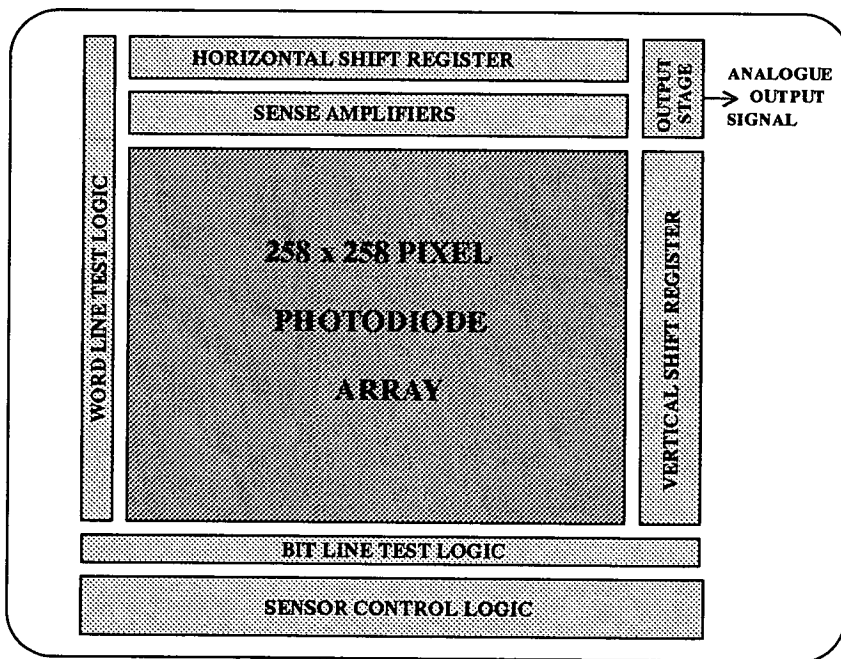 HORIZONTAL SHIFT REGISTER
SENSE AMPLIFIERS
OUTPUT
STAGE
ANALOGUE
OUTPUT
SIGNAL
WORD LINE TEST LOGIC
258 x 258 PIXEL
PHOTODIODE
ARRAY
VERTICAL SHIFT REGISTER
BIT LINE TEST LOGIC
SENSOR CONTROL LOGIC